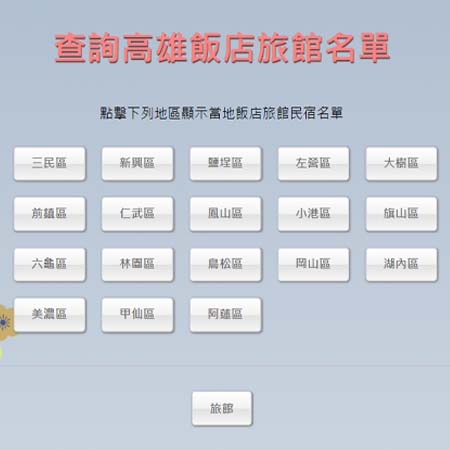 查詢高雄飯店旅館名單
點擊下列地區顯示當地飯店旅館民宿名單
三民區 新興區 鹽埕區 左營區 大樹區
前鎮區 仁武區 鳳山區 小港區 旗山區
六龜區 林園區 鳥松區 岡山區 湖內區
美濃區 甲仙區 阿蓮區
旅館